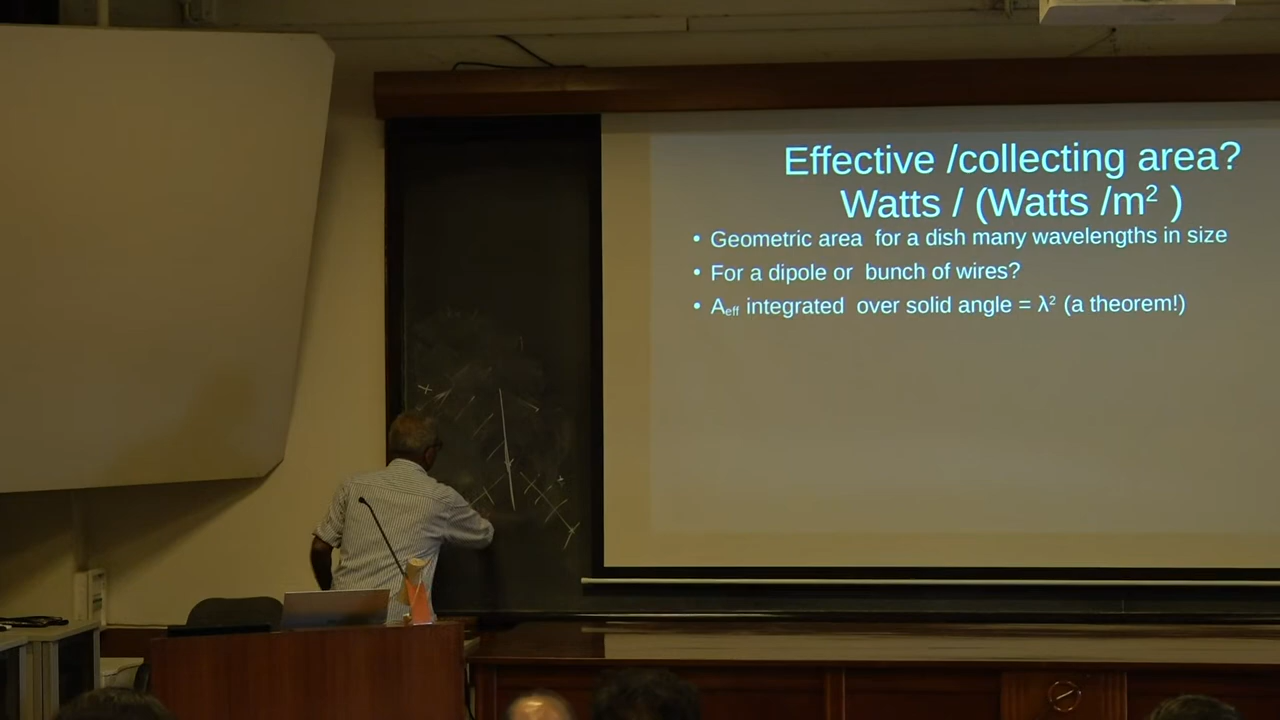 Effective /collecting area?
Watts / (Watts /m² )
• Geometric area  for a dish many wavelengths in size
• For a dipole or  bunch of wires?
• Aeff integrated  over solid angle = λ² (a theorem!)